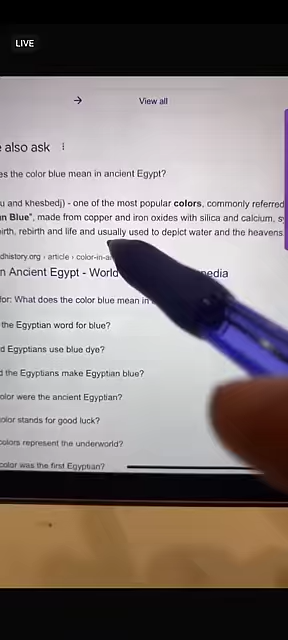 LIVE
View all
also ask
es the color blue mean in ancient Egypt?
u and khesbedj) - one of the most popular colors, commonly referred
n Blue", made from copper and iron oxides with silica and calcium, s
irth, rebirth and life and usually used to depict water and the heavens
dhistory.org › article › color-in-a
n Ancient Egypt - World pedia
for: What does the color blue mean in
the Egyptian word for blue?
d Egyptians use blue dye?
d the Egyptians make Egyptian blue?
olor were the ancient Egyptian?
olor stands for good luck?
colors represent the underworld?
color was the first Egyptian?